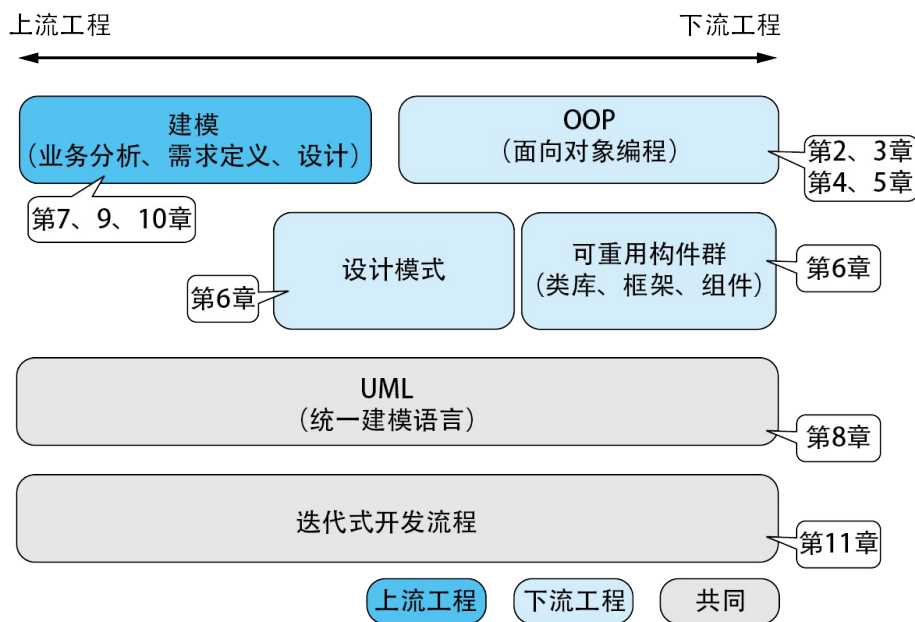 上流工程
下流工程
建模
(业务分析、需求定义、设计)
OOP
(面向对象编程)
第2、3章
第4、5章
第7、9、10章
设计模式
第6章
可重用构件群
(类库、框架、组件)
第6章
UML
(统一建模语言)
第8章
迭代式开发流程
第11章
上流工程
下流工程
共同